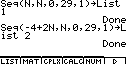 Seq(N,N,0,29,1)→List
1
Done
Seq(-4+2N,N,0,29,1)→L
ist 2
Done
LIST MAT CPLX CALC NUM ▷